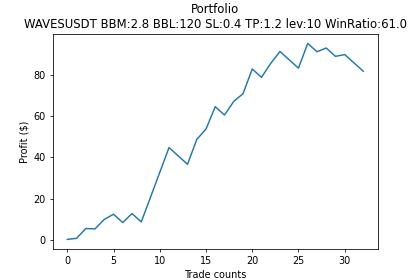 Portfolio
WAVESUSDT BBM:2.8 BBL:120 SL:0.4 TP:1.2 lev:10 WinRatio:61.0
80
60
40
20
0
Profit ($)
0 5 10 15 20 25 30
Trade counts